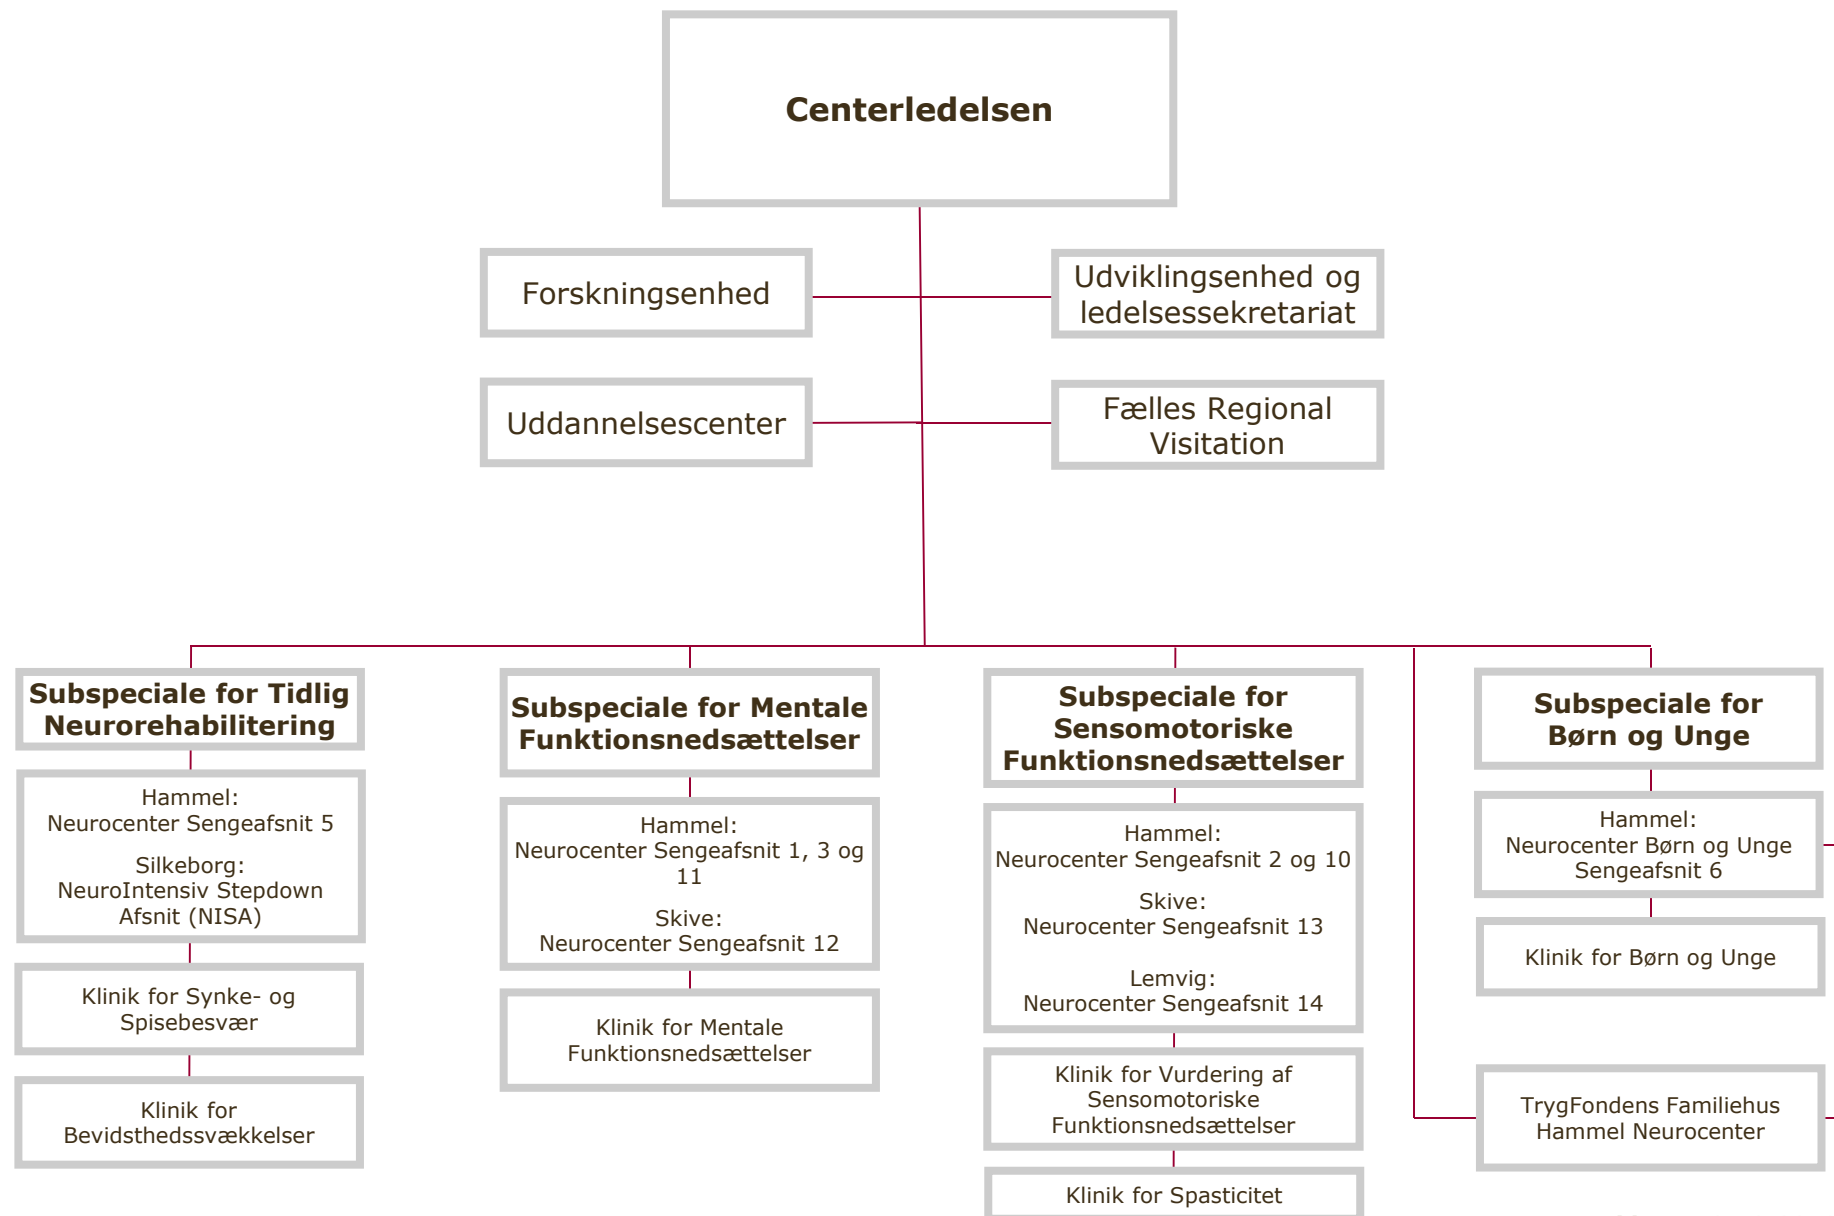 Centerledelsen
Forskningsenhed
Udviklingsenhed og
ledelsessekretariat
Uddannelsescenter
Fælles Regional
Visitation
Subspeciale for Tidlig
Neurorehabilitering
Hammel:
Neurocenter Sengeafsnit 5
Silkeborg:
NeuroIntensiv Stepdown
Afsnit (NISA)
Klinik for Synke- og
Spisebesvær
Klinik for
Bevidsthedssvækkelser
Subspeciale for Mentale
Funktionsnedsættelser
Hammel:
Neurocenter Sengeafsnit 1, 3 og
11
Skive:
Neurocenter Sengeafsnit 12
Klinik for Mentale
Funktionsnedsættelser
Subspeciale for
Sensomotoriske
Funktionsnedsættelser
Hammel:
Neurocenter Sengeafsnit 2 og 10
Skive:
Neurocenter Sengeafsnit 13
Lemvig:
Neurocenter Sengeafsnit 14
Klinik for Vurdering af
Sensomotoriske
Funktionsnedsættelser
Klinik for Spasticitet
Subspeciale for
Børn og Unge
Hammel:
Neurocenter Børn og Unge
Sengeafsnit 6
Klinik for Børn og Unge
TrygFondens Familiehus
Hammel Neurocenter